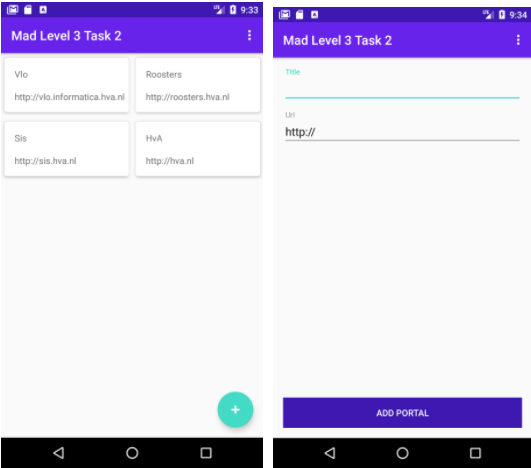 9:33
Mad Level 3 Task 2
Vlo
http://vlo.informatica.hva.nl
Roosters
http://roosters.hva.nl
Sis
http://sis.hva.nl
HvA
http://hva.nl
+
9:34
Mad Level 3 Task 2
Title
Url
http://
ADD PORTAL